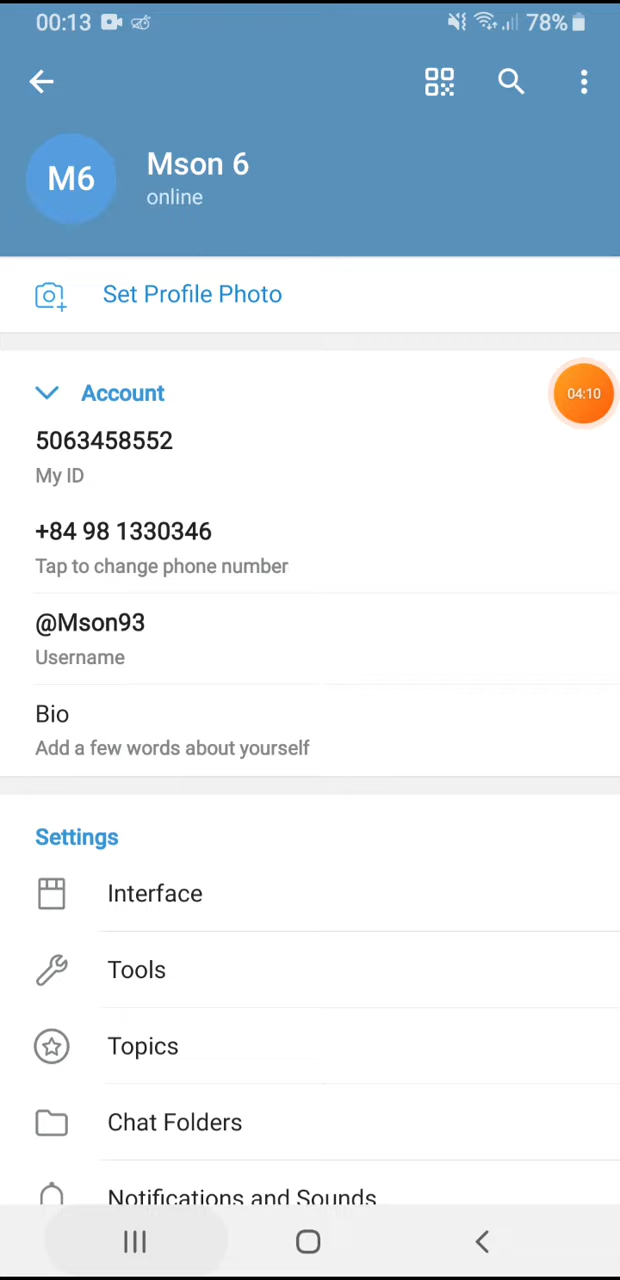 00:13 78%
M6
Mson 6
online
Set Profile Photo
Account
04:10
5063458552
My ID
+84 98 1330346
Tap to change phone number
@Mson93
Username
Bio
Add a few words about yourself
Settings
Interface
Tools
Topics
Chat Folders
Notifications and Sounds